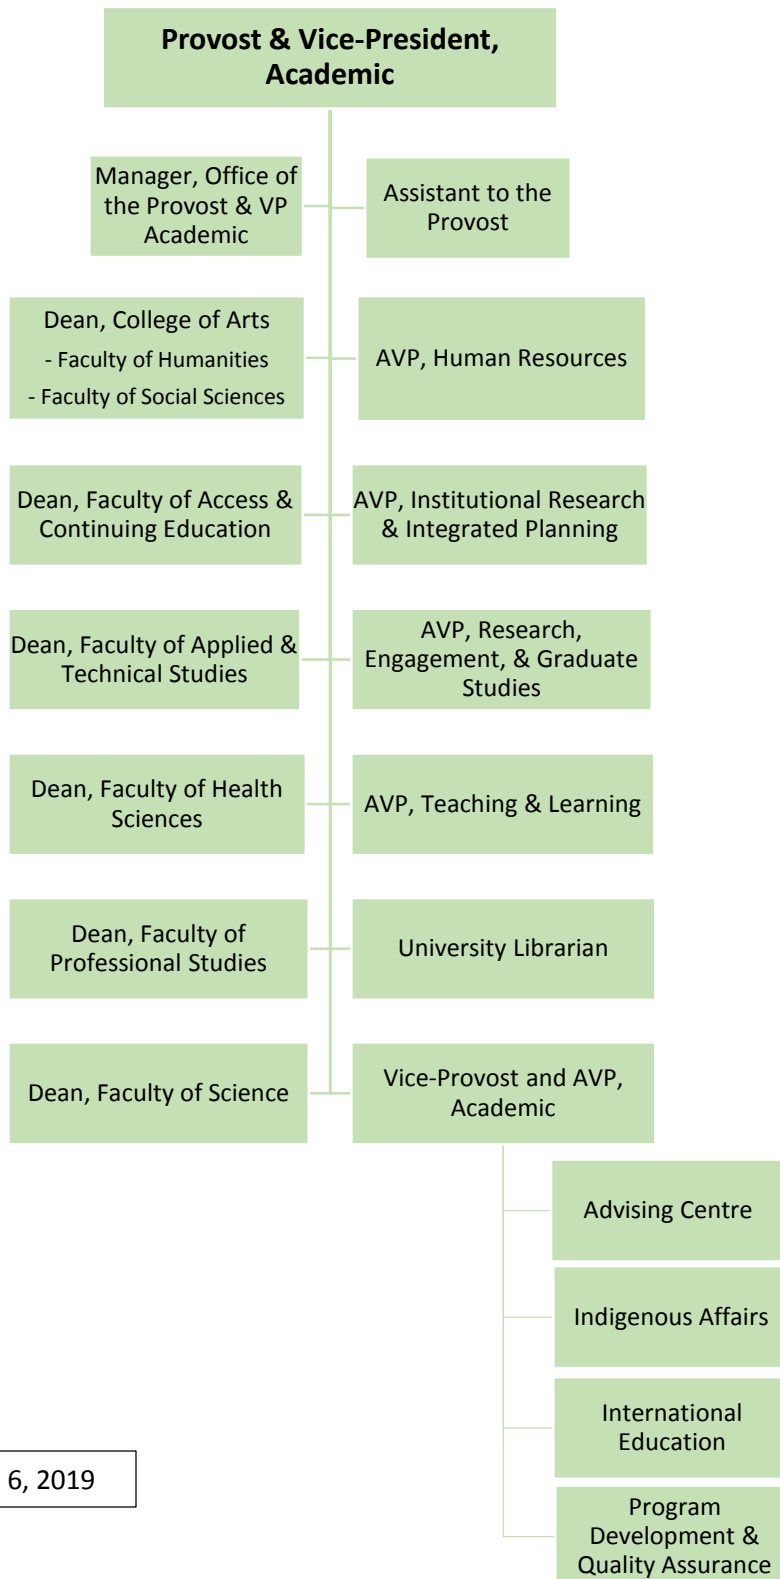 Provost & Vice-President,
Academic
Manager, Office of
the Provost & VP
Academic
Assistant to the
Provost
Dean, College of Arts
- Faculty of Humanities
- Faculty of Social Sciences
AVP, Human Resources
Dean, Faculty of Access &
Continuing Education
AVP, Institutional Research
& Integrated Planning
Dean, Faculty of Applied &
Technical Studies
AVP, Research,
Engagement, & Graduate
Studies
Dean, Faculty of Health
Sciences
AVP, Teaching & Learning
Dean, Faculty of
Professional Studies
University Librarian
Dean, Faculty of Science
Vice-Provost and AVP,
Academic
Advising Centre
Indigenous Affairs
International
Education
Program
Development &
Quality Assurance
6, 2019